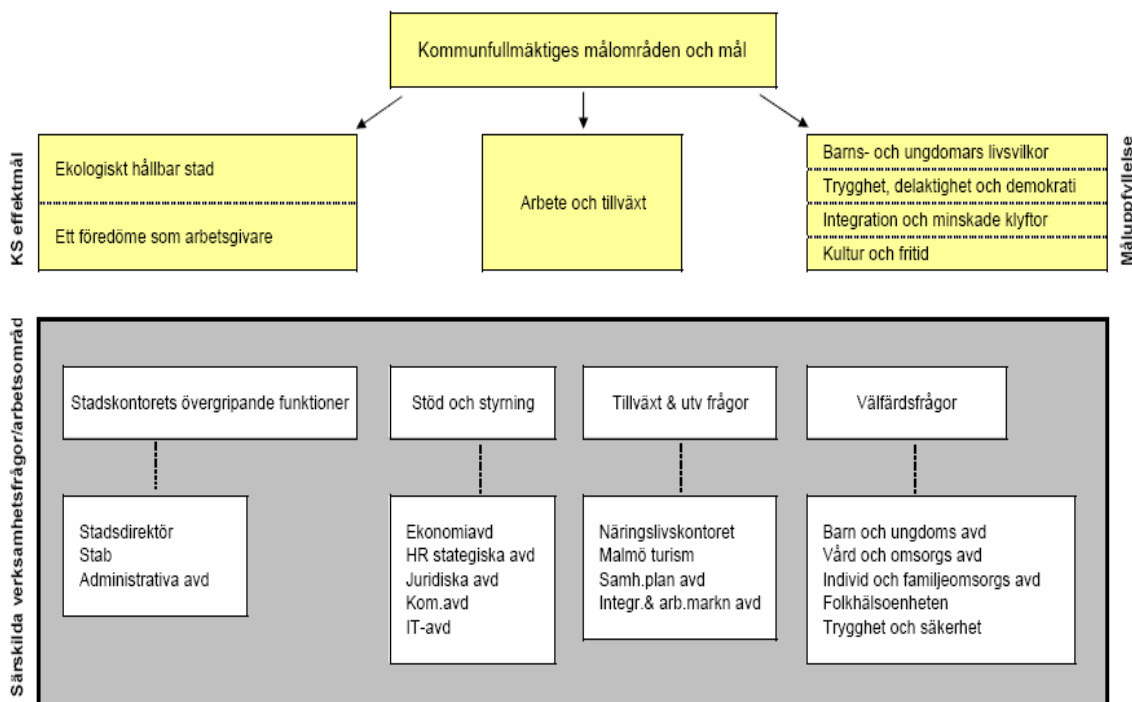 Kommunfullmäktiges målområden och mål
KS effektmål
Ekologiskt hållbar stad
Ett föredöme som arbetsgivare
Arbete och tillväxt
Barns- och ungdomars livsvilkor
Trygghet, delaktighet och demokrati
Integration och minskade klyftor
Kultur och fritid
Måluppfyllelse
Särskilda verksamhetsfrågor/arbetsområd
Stadskontorets övergripande funktioner
Stöd och styrning
Tillväxt & utv frågor
Välfärdsfrågor
Stadsdirektör
Stab
Administrativa avd
Ekonomiavd
HR stategiska avd
Juridiska avd
Kom.avd
IT-avd
Näringslivskontoret
Malmö turism
Samh.plan avd
Integr.& arb.markn avd
Barn och ungdoms avd
Vård och omsorgs avd
Individ och familjeomsorgs avd
Folkhälsoenheten
Trygghet och säkerhet